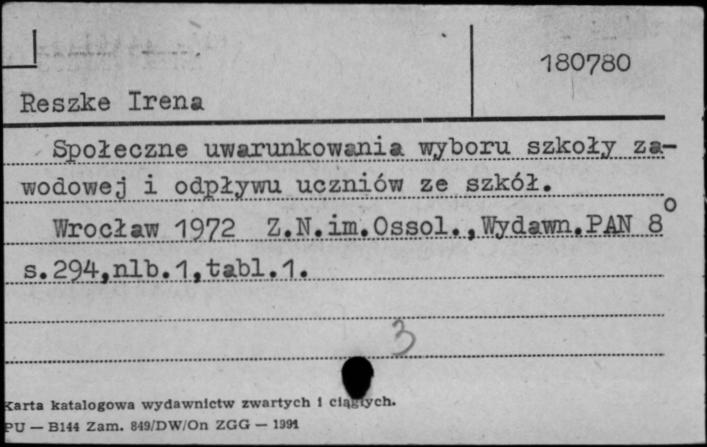 180780
Reszke Irena
Społeczne uwarunkowania wyboru szkoły za-
wodowej i odpływu uczniów ze szkół.
Wrocław 1972 Z.N.im.Ossol.,Wydawn.PAN 8°
s.294,nlb.1,tabl.1.
3
Karta katalogowa wydawnictw zwartych i ciągłych.
PU — B144 Zam. 849/DW/On ZGG — 1991